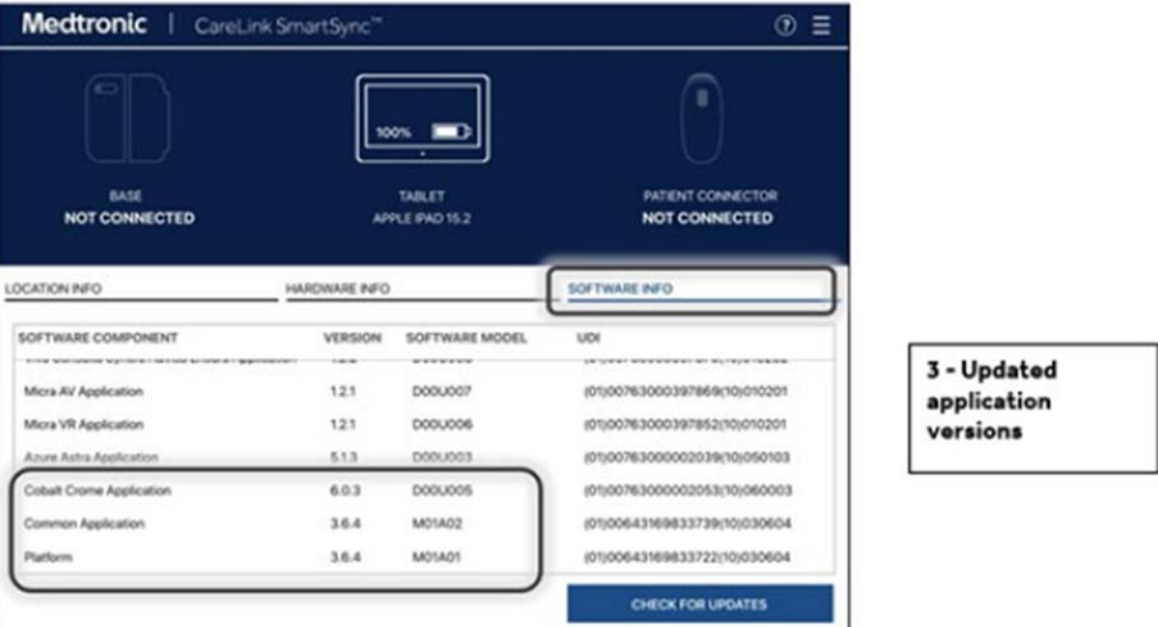 Medtronic | CareLink SmartSync™
100%
BASE
NOT CONNECTED
TABLET
APPLE IPAD 15.2
PATIENT CONNECTOR
NOT CONNECTED
LOCATION INFO HARDWARE INFO SOFTWARE INFO
SOFTWARE COMPONENT VERSION SOFTWARE MODEL UDI
Micra AV Application 1.2.1 D00U007 (01)00763000397869(10)010201
Micra VR Application 1.2.1 D00U006 (01)00763000397852(10)010201
Azure Astra Application 5.1.3 D00U003 (01)00763000002039(10)050103
Cobalt Crome Application 6.0.3 D00U005 (01)00763000002053(10)060003
Common Application 3.6.4 M01A02 (01)00643169833739(10)030604
Platform 3.6.4 M01A01 (01)00643169833722(10)030604
CHECK FOR UPDATES
3 - Updated
application
versions